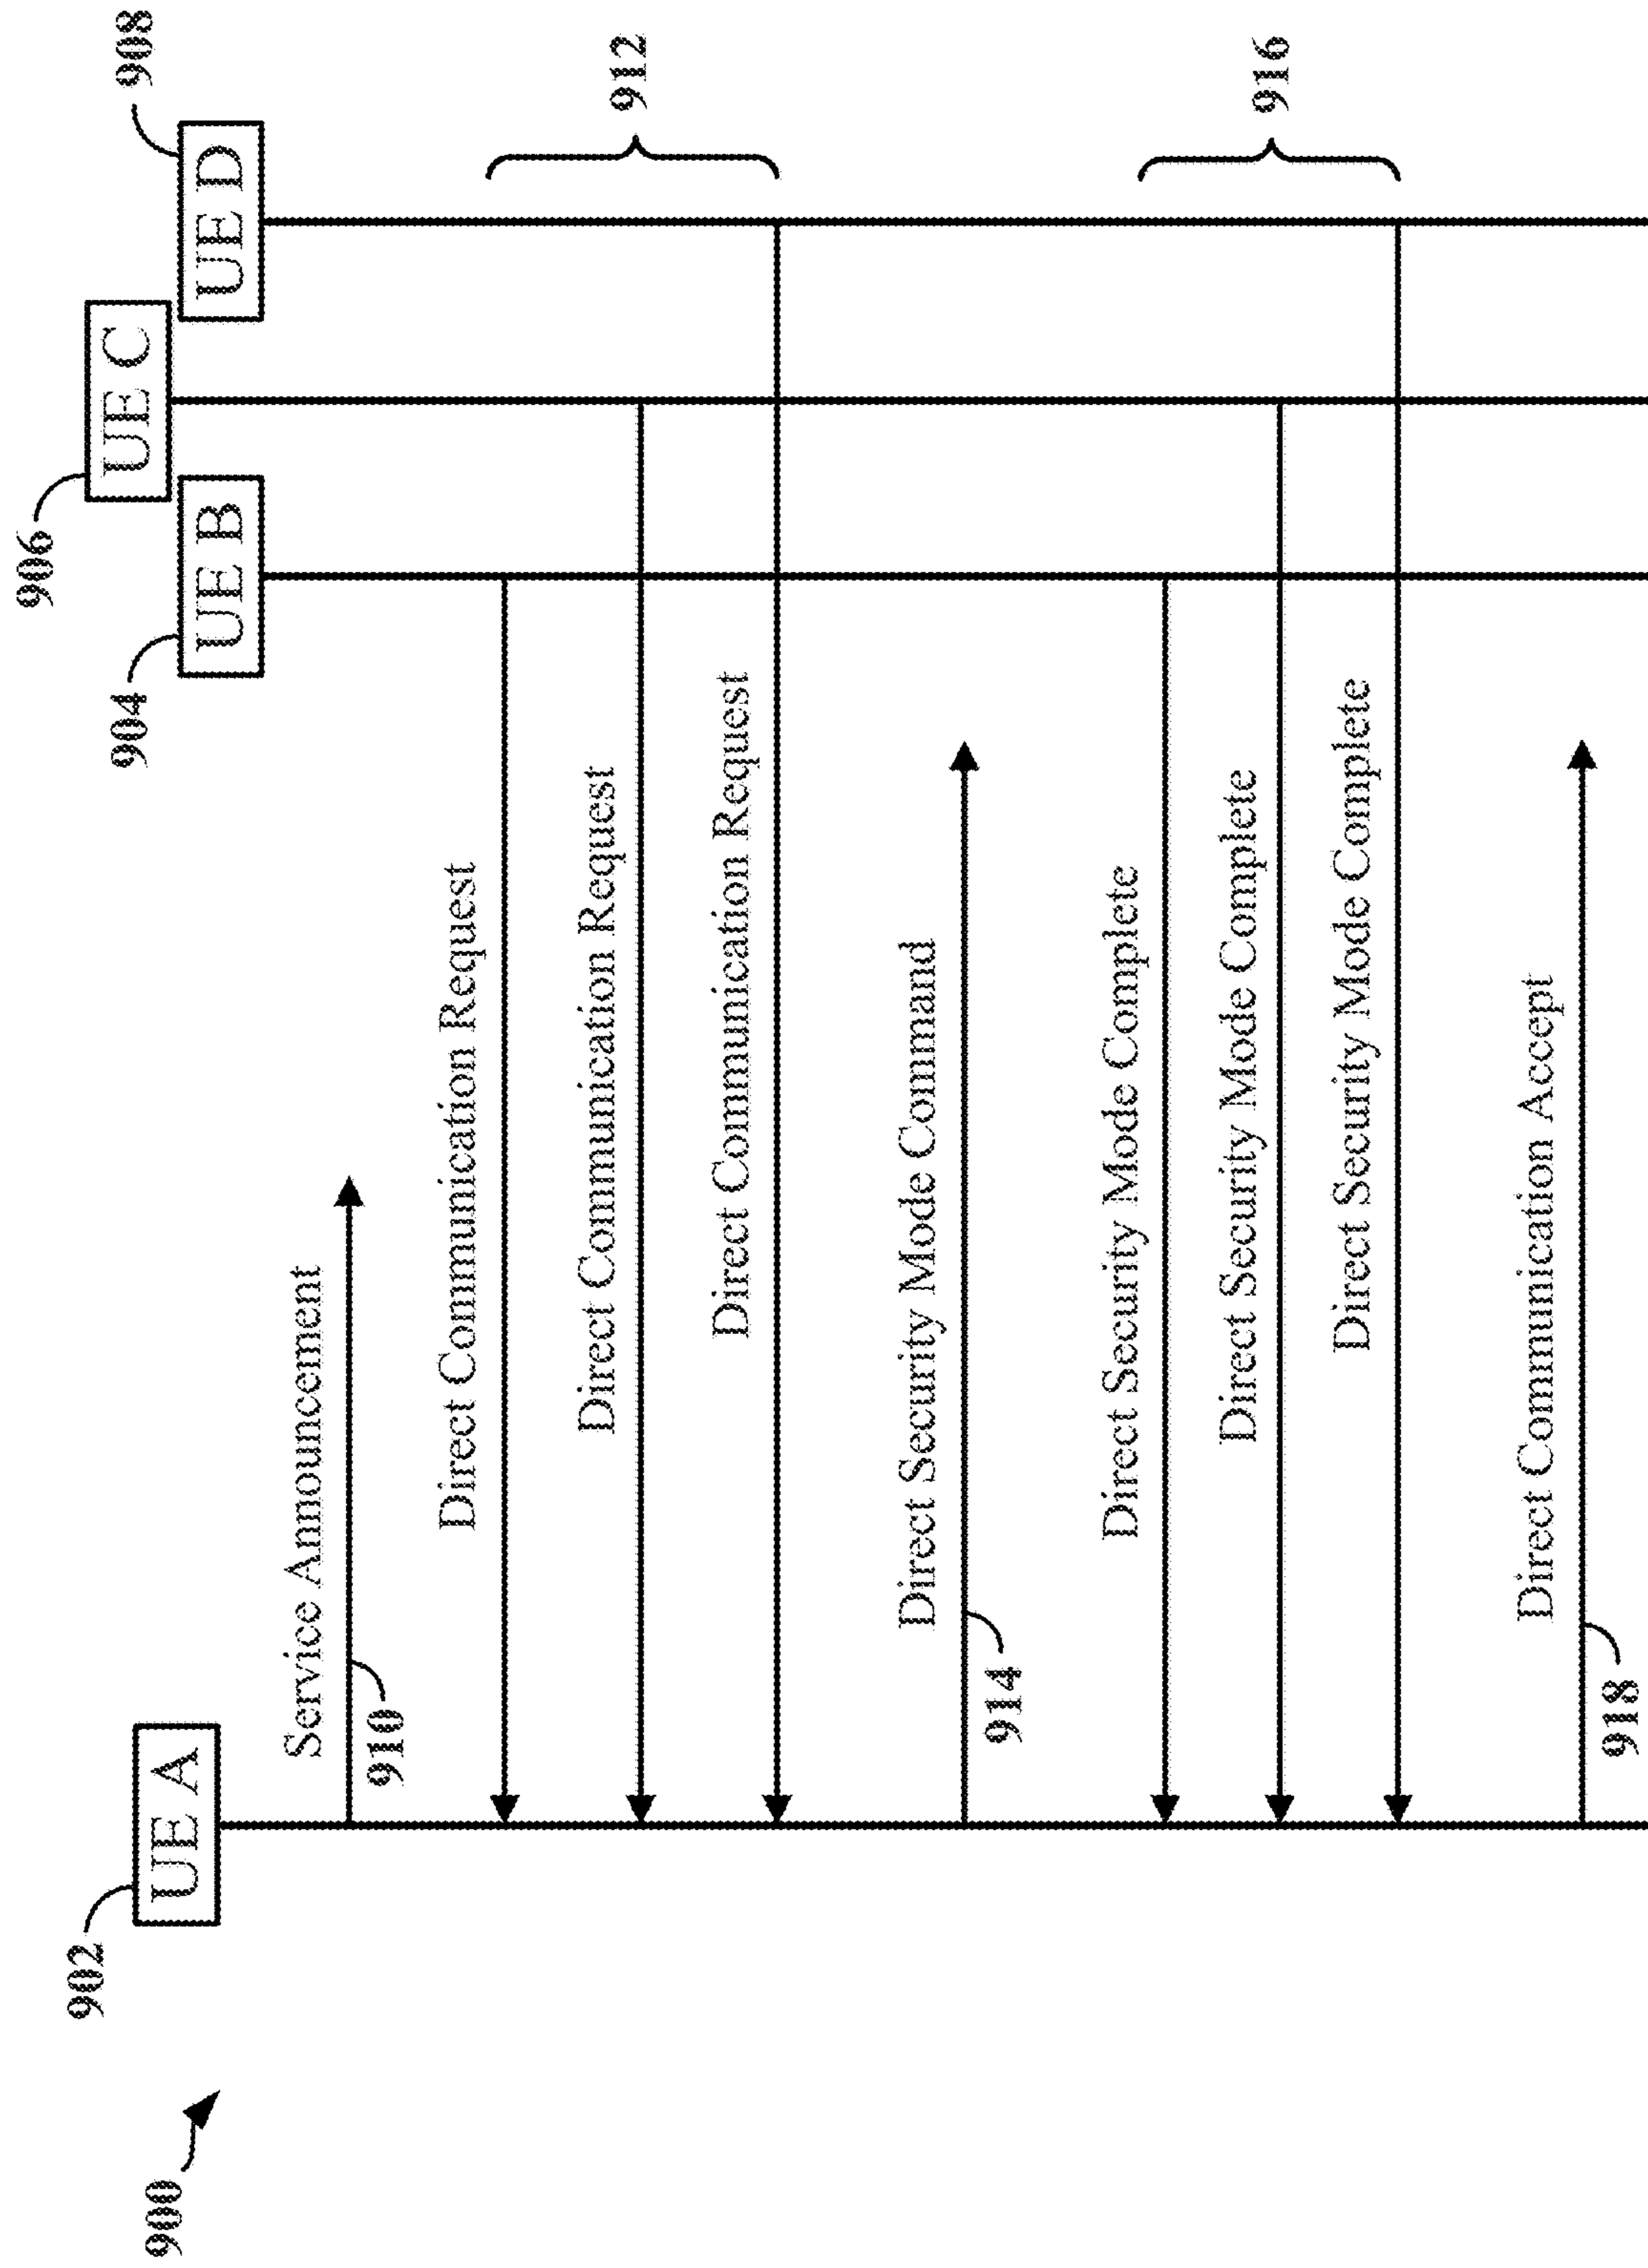 900
902
UE A
904
UE B
906
UE C
908
UE D
Service Announcement
910
Direct Communication Request
Direct Communication Request
Direct Communication Request
912
Direct Security Mode Command
914
Direct Security Mode Complete
Direct Security Mode Complete
Direct Security Mode Complete
916
Direct Communication Accept
918